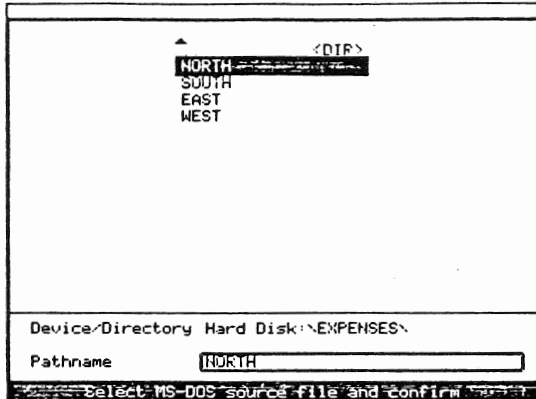 <DIR>
NORTH
SOUTH
EAST
WEST
Device/Directory Hard Disk:\EXPENSES\
Pathname NORTH
Select MS-DOS source file and confirm